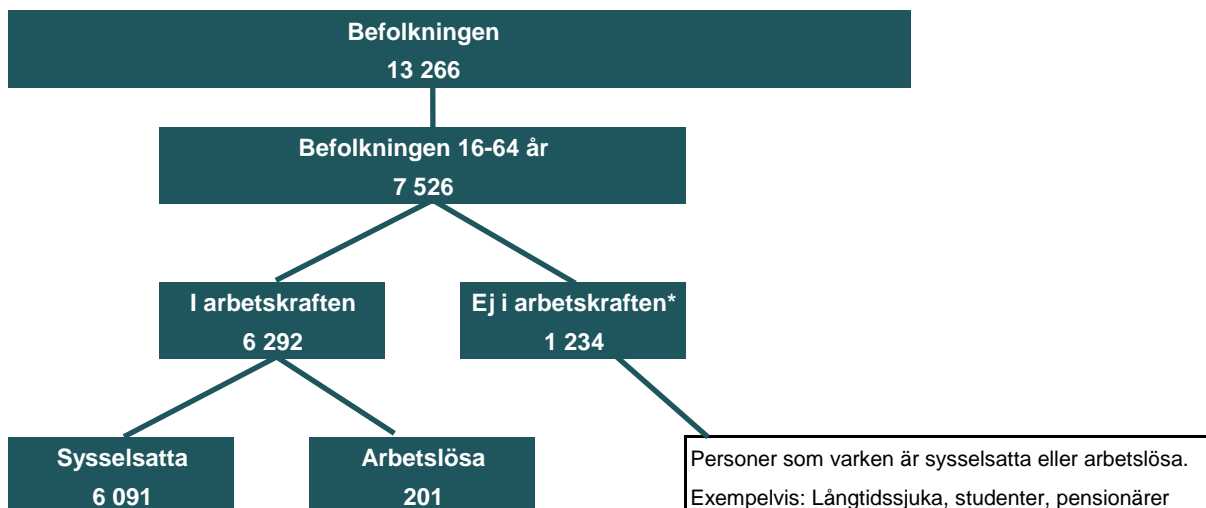 Befolkningen
13 266
Befolkningen 16-64 år
7 526
I arbetskraften
6 292
Ej i arbetskraften*
1 234
Sysselsatta
6 091
Arbetslösa
201
Personer som varken är sysselsatta eller arbetslösa.
Exempelvis: Långtidssjuka, studenter, pensionärer